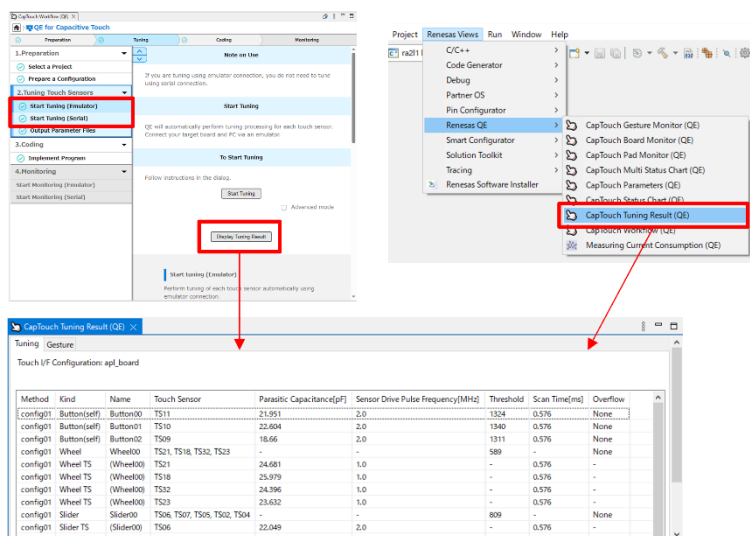 CapTouch Workflow (QE)
QE for Capacitive Touch
Preparation
Tuning
Coding
Monitoring
1.Preparation
Select a Project
Prepare a Configuration
2.Tuning Touch Sensors
Start Tuning (Emulator)
Start Tuning (Serial)
Output Parameter Files
3.Coding
Implement Program
4.Monitoring
Start Monitoring (Emulator)
Start Monitoring (Serial)
Note on Use
If you are tuning using emulator connection, you do not need to tune
using serial connection.
Start Tuning
QE will automatically perform tuning processing for each touch sensor.
Connect your target board and PC via an emulator.
To Start Tuning
Follow instructions in the dialog.
Start Tuning
Advanced mode
Display Tuning Result
Start tuning (Emulator)
Perform tuning of each touch sensor automatically using
emulator connection.
Project Renesas Views Run Window Help
ra2l1
C/C++ >
Code Generator >
Debug >
Partner OS >
Pin Configurator >
Renesas QE >
Smart Configurator >
Solution Toolkit >
Tracing >
Renesas Software Installer
CapTouch Gesture Monitor (QE)
CapTouch Board Monitor (QE)
CapTouch Pad Monitor (QE)
CapTouch Multi Status Chart (QE)
CapTouch Parameters (QE)
CapTouch Status Chart (QE)
CapTouch Tuning Result (QE)
CapTouch Workflow (QE)
Measuring Current Consumption (QE)
CapTouch Tuning Result (QE)
Tuning Gesture
Touch I/F Configuration: apl_board
Method Kind Name Touch Sensor Parasitic Capacitance[pF] Sensor Drive Pulse Frequency[MHz] Threshold Scan Time[ms] Overflow
config01 Button(self) Button00 TS11 21.951 2.0 1324 0.576 None
config01 Button(self) Button01 TS10 22.604 2.0 1340 0.576 None
config01 Button(self) Button02 TS09 18.66 2.0 1311 0.576 None
config01 Wheel Wheel00 TS21, TS18, TS32, TS23 - - 589 - None
config01 Wheel TS (Wheel00) TS21 24.681 1.0 - 0.576 -
config01 Wheel TS (Wheel00) TS18 25.979 1.0 - 0.576 -
config01 Wheel TS (Wheel00) TS32 24.396 1.0 - 0.576 -
config01 Wheel TS (Wheel00) TS23 23.632 1.0 - 0.576 -
config01 Slider Slider00 TS06, TS07, TS05, TS02, TS04 - - 809 - None
config01 Slider TS (Slider00) TS06 22.049 2.0 - 0.576 -